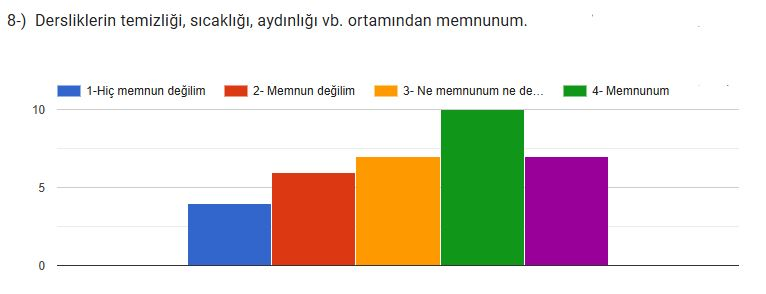 8-) Dersliklerin temizliği, sıcaklığı, aydınlığı vb. ortamından memnunum.
1-Hiç memnun değilim 2- Memnun değilim 3- Ne memnunum ne de... 4- Memnunum
10
5
0